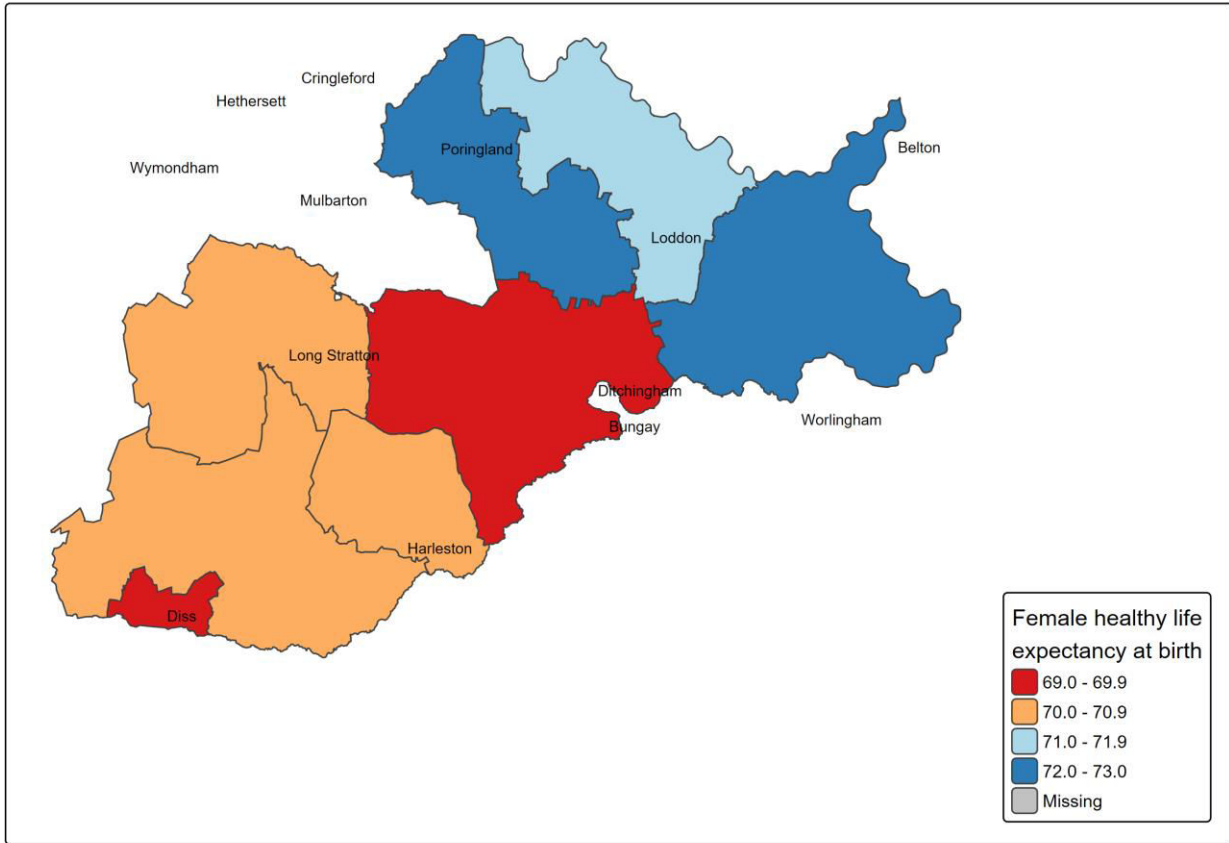 Cringleford
Hethersett
Poringland
Belton
Wymondham
Mulbarton
Loddon
Long Stratton
Ditchingham
Worlingham
Bungay
Harleston
Diss
Female healthy life
expectancy at birth
69.0 - 69.9
70.0 - 70.9
71.0 - 71.9
72.0 - 73.0
Missing